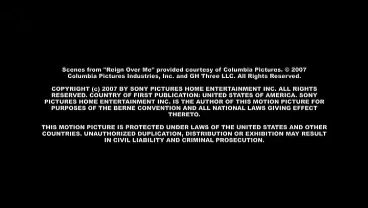 Scenes from "Reign Over Me" provided courtesy of Columbia Pictures. © 2007
Columbia Pictures Industries, Inc. and GH Three LLC. All Rights Reserved.
COPYRIGHT (c) 2007 BY SONY PICTURES HOME ENTERTAINMENT INC. ALL RIGHTS
RESERVED. COUNTRY OF FIRST PUBLICATION: UNITED STATES OF AMERICA. SONY
PICTURES HOME ENTERTAINMENT INC. IS THE AUTHOR OF THIS MOTION PICTURE FOR
PURPOSES OF THE BERNE CONVENTION AND ALL NATIONAL LAWS GIVING EFFECT
THERETO.
THIS MOTION PICTURE IS PROTECTED UNDER LAWS OF THE UNITED STATES AND OTHER
COUNTRIES. UNAUTHORIZED DUPLICATION, DISTRIBUTION OR EXHIBITION MAY RESULT
IN CIVIL LIABILITY AND CRIMINAL PROSECUTION.